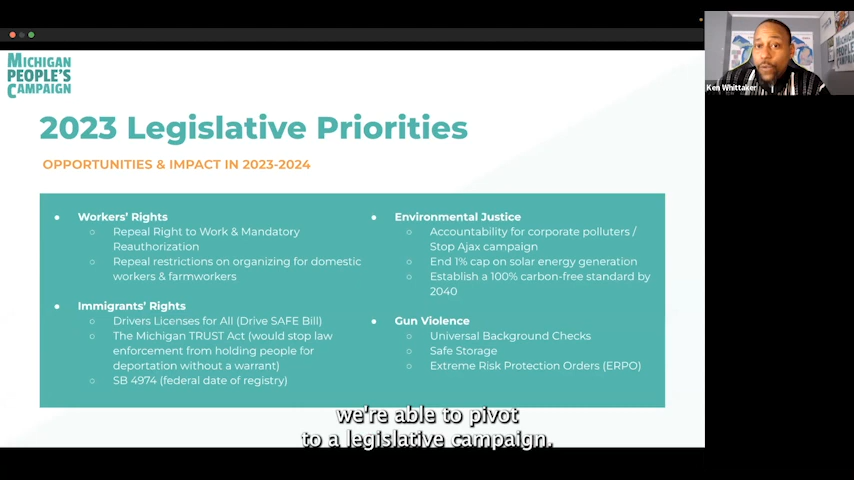 MICHIGAN
PEOPLE'S
CAMPAIGN
2023 Legislative Priorities
OPPORTUNITIES & IMPACT IN 2023-2024
● Workers' Rights
○ Repeal Right to Work & Mandatory
Reauthorization
○ Repeal restrictions on organizing for domestic
workers & farmworkers
● Immigrants' Rights
○ Drivers Licenses for All (Drive SAFE Bill)
○ The Michigan TRUST Act (would stop law
enforcement from holding people for
deportation without a warrant)
○ SB 4974 (federal date of registry)
● Environmental Justice
○ Accountability for corporate polluters /
Stop Ajax campaign
○ End 1% cap on solar energy generation
○ Establish a 100% carbon-free standard by
2040
● Gun Violence
○ Universal Background Checks
○ Safe Storage
○ Extreme Risk Protection Orders (ERPO)
MICHIGAN
PEOPLE'S
CAMPAIGN
Ken Whittaker
we're able to pivot
to a legislative campaign.